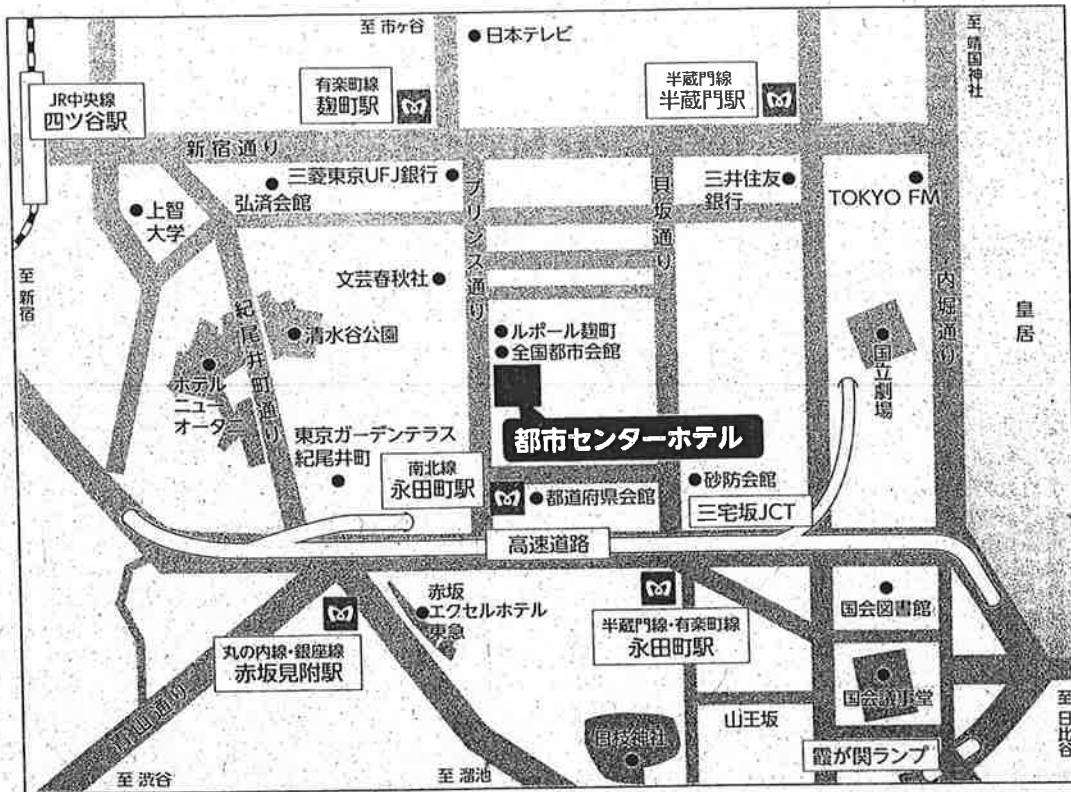 至 市ヶ谷
日本テレビ
至 靖国神社
JR中央線
四ツ谷駅
有楽町線
麹町駅
半蔵門線
半蔵門駅
新宿通り
三菱東京UFJ銀行
弘済会館
プリンス通り
貝坂通り
三井住友
銀行
TOKYO FM
上智
大学
至 新宿
文芸春秋社
紀尾井町通り
清水谷公園
ルポール麹町
全国都市会館
国立劇場
内堀通り
皇居
ホテル
ニュー
オータニ
都市センターホテル
東京ガーデンテラス
紀尾井町
南北線
永田町駅
都道府県会館
砂防会館
三宅坂JCT
高速道路
赤坂
エクセルホテル
東急
丸の内線・銀座線
赤坂見附駅
半蔵門線・有楽町線
永田町駅
国会図書館
国会議事堂
青山通り
日枝神社
山王坂
霞が関ランプ
至 日比谷
至 渋谷
至 溜池